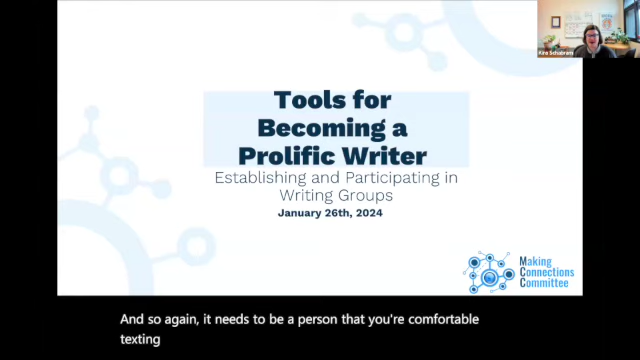 Tools for
Becoming a
Prolific Writer
Establishing and Participating in
Writing Groups
January 26th, 2024
Making
Connections
Committee
And so again, it needs to be a person that you're comfortable
texting